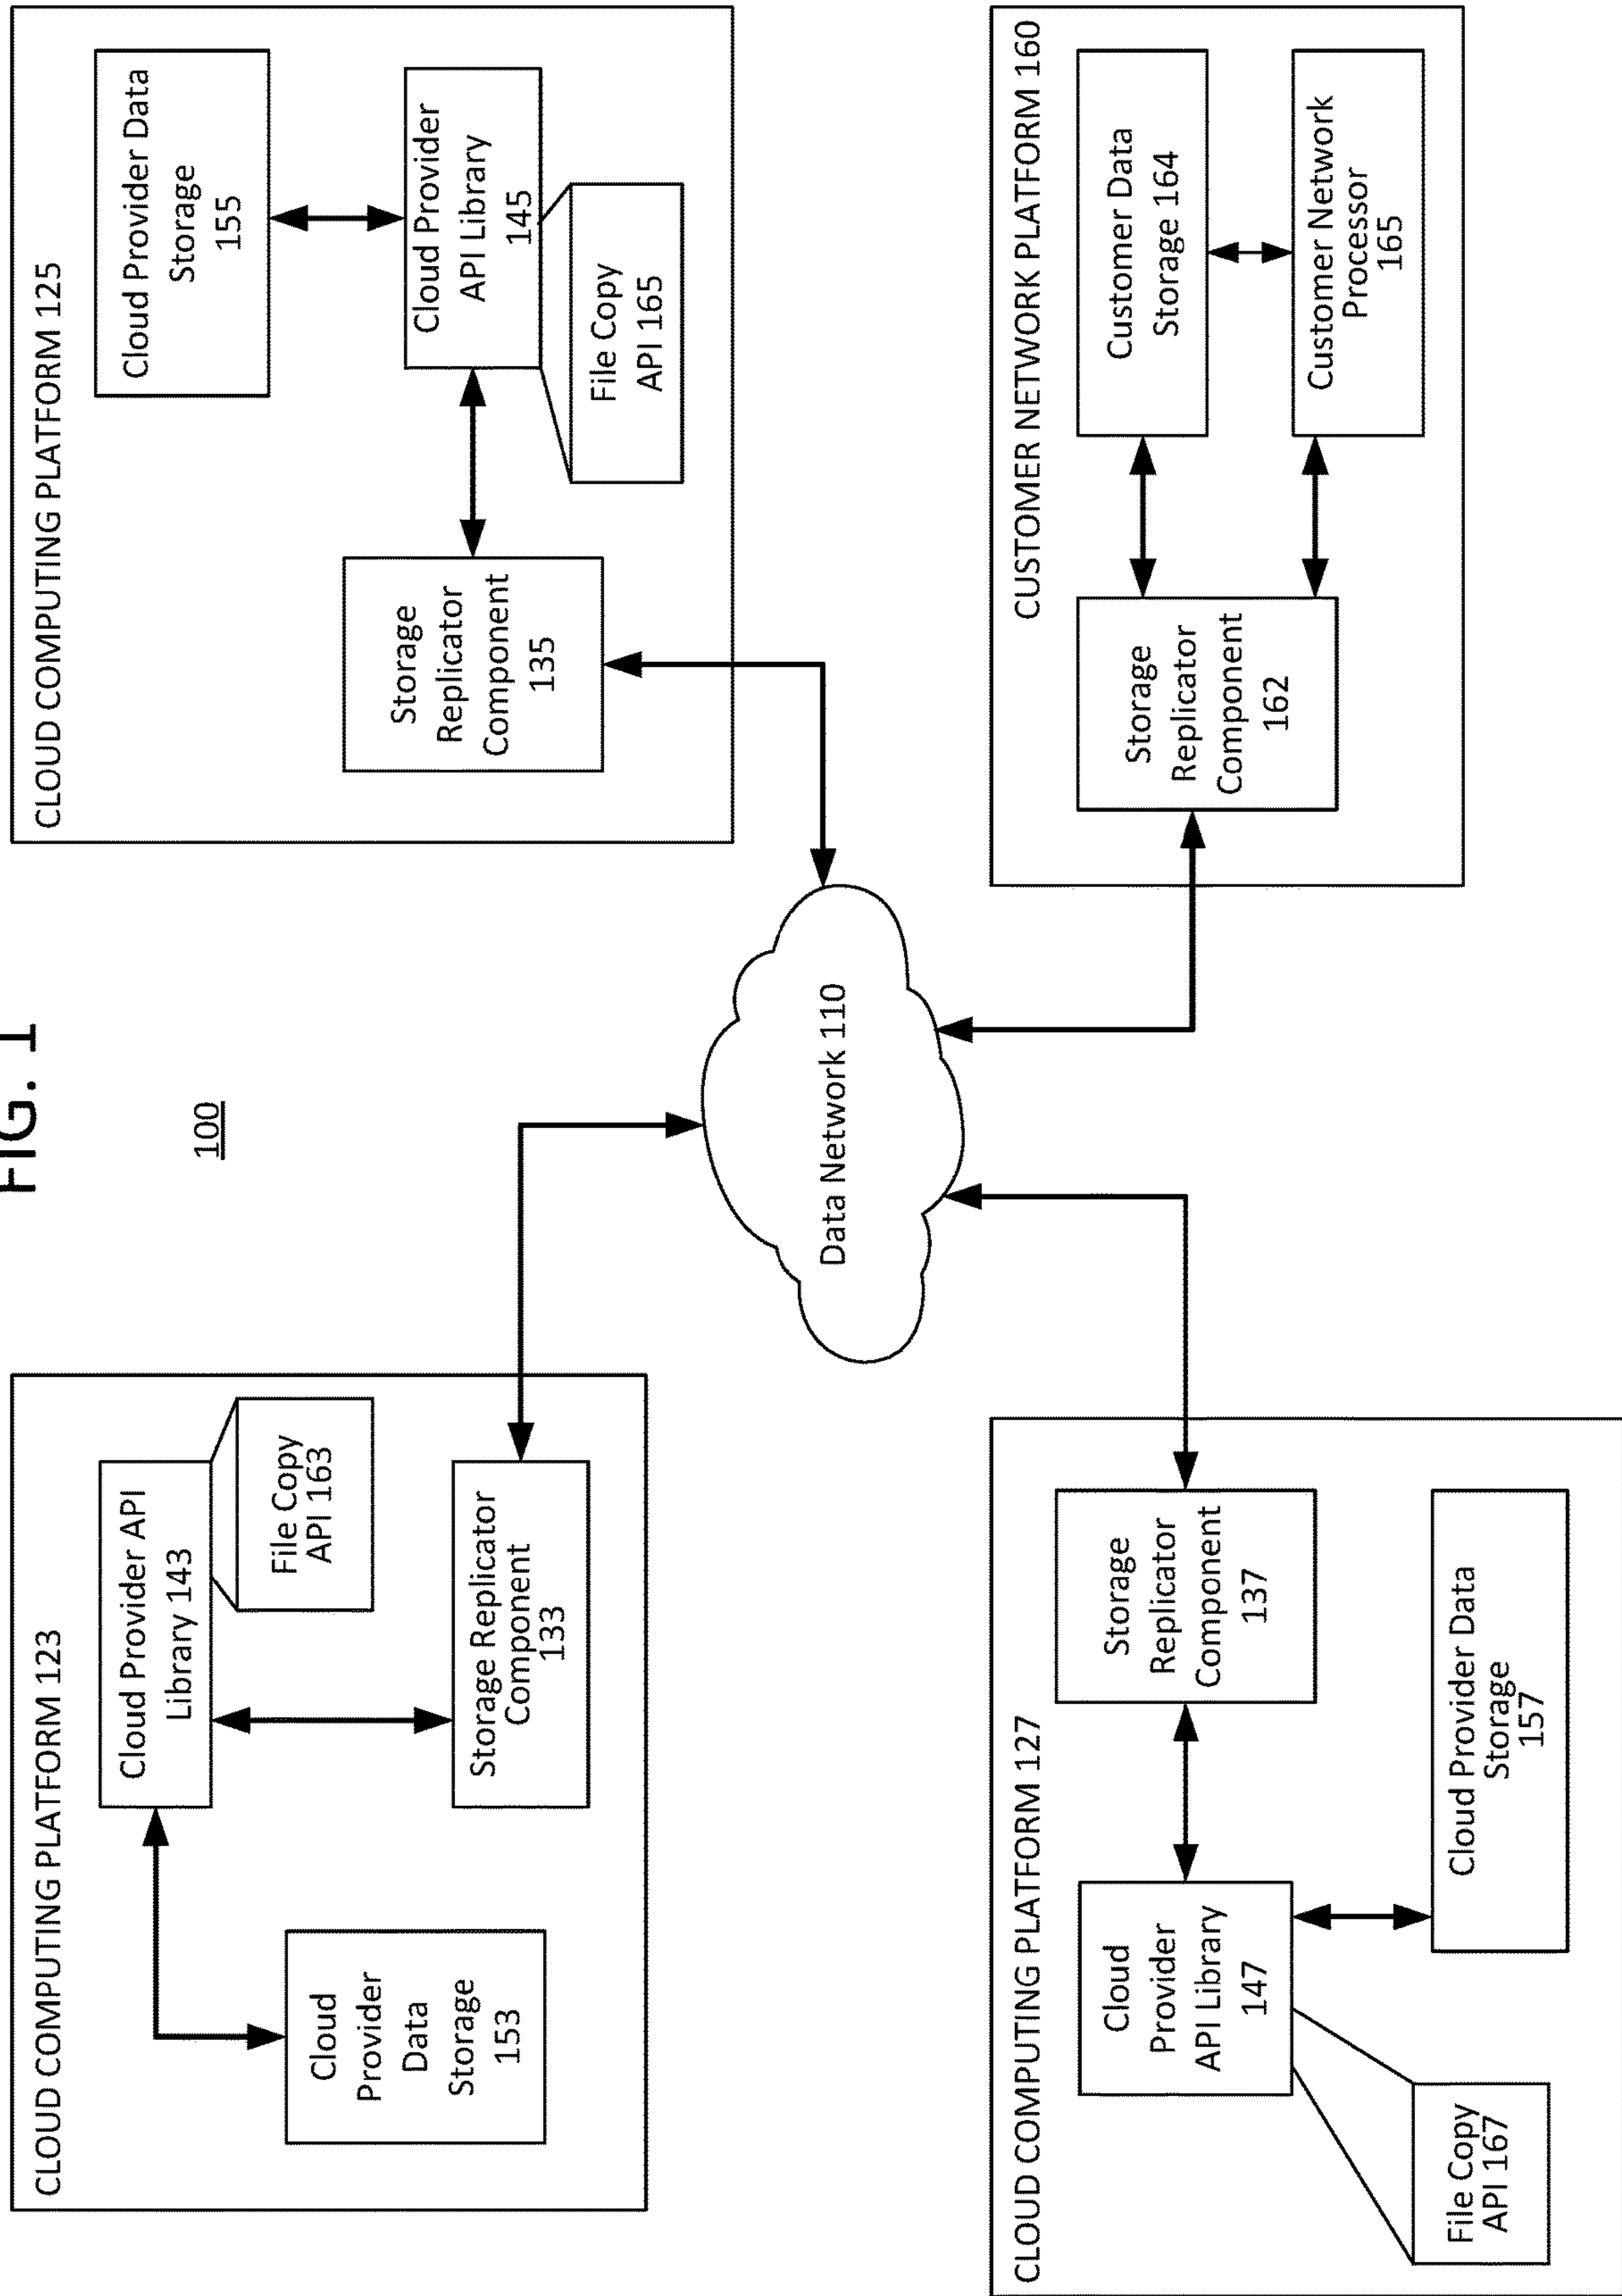 FIG. 1
100
CLOUD COMPUTING PLATFORM 123
Cloud Provider API
Library 143
File Copy
API 163
Cloud
Provider
Data
Storage
153
Storage Replicator
Component
133
CLOUD COMPUTING PLATFORM 125
Cloud Provider Data
Storage
155
Storage
Replicator
Component
135
Cloud Provider
API Library
145
File Copy
API 165
Data Network 110
CLOUD COMPUTING PLATFORM 127
Cloud
Provider
API Library
147
Storage
Replicator
Component
137
File Copy
API 167
Cloud Provider Data
Storage
157
CUSTOMER NETWORK PLATFORM 160
Storage
Replicator
Component
162
Customer Data
Storage 164
Customer Network
Processor
165